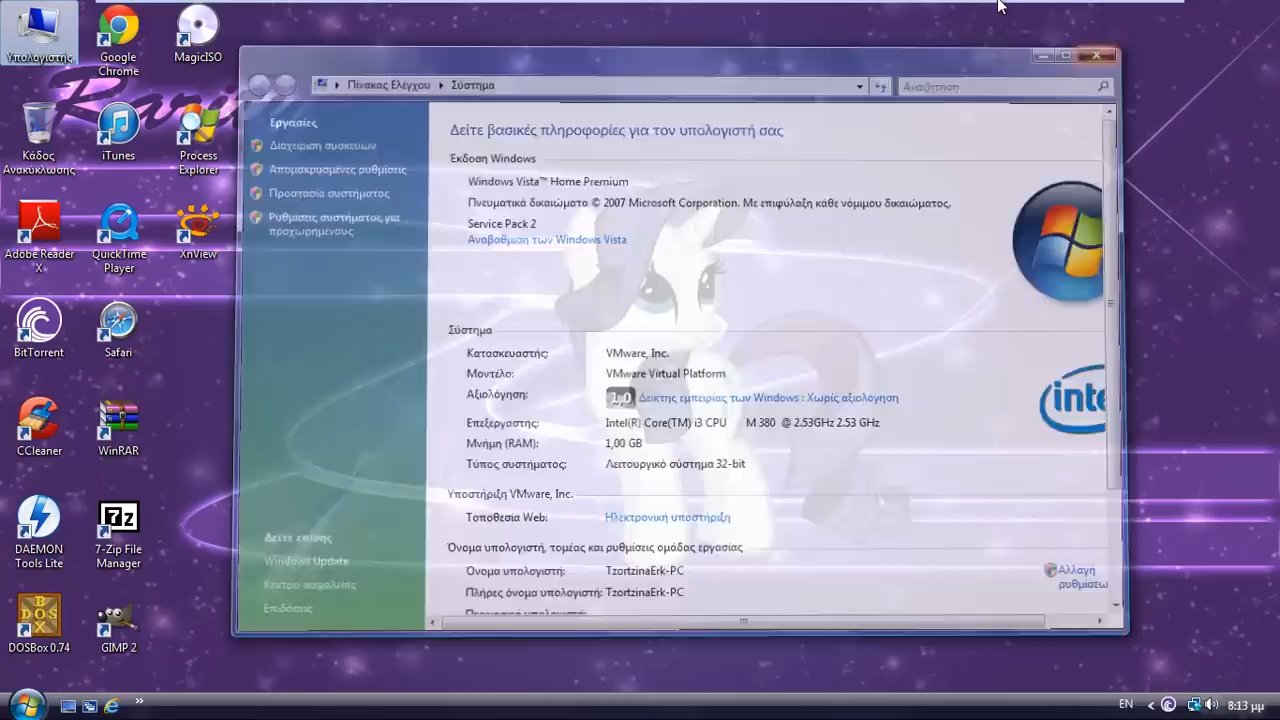 Υπολογιστής
Google Chrome
MagicISO
Κάδος Ανακύκλωσης
iTunes
Process Explorer
Adobe Reader X
QuickTime Player
XnView
BitTorrent
Safari
CCleaner
WinRAR
DAEMON Tools Lite
7-Zip File Manager
DOSBox 0.74
GIMP 2
Πίνακας Ελέγχου
Σύστημα
Αναζήτηση
Εργασίες
Διαχείριση συσκευών
Απομακρυσμένες ρυθμίσεις
Προστασία συστήματος
Ρυθμίσεις συστήματος για
προχωρημένους
Δείτε επίσης
Windows Update
Κέντρο ασφαλείας
Επιδόσεις
Δείτε βασικές πληροφορίες για τον υπολογιστή σας
Έκδοση Windows
Windows Vista™ Home Premium
Πνευματικά δικαιώματα © 2007 Microsoft Corporation. Με επιφύλαξη κάθε νόμιμου δικαιώματος.
Service Pack 2
Αναβάθμιση των Windows Vista
Σύστημα
Κατασκευαστής: VMware, Inc.
Μοντέλο: VMware Virtual Platform
Αξιολόγηση: 1,0 Δείκτης εμπειρίας των Windows : Χωρίς αξιολόγηση
Επεξεργαστής: Intel(R) Core(TM) i3 CPU M 380 @ 2.53GHz 2.53 GHz
Μνήμη (RAM): 1,00 GB
Τύπος συστήματος: Λειτουργικό σύστημα 32-bit
Υποστήριξη VMware, Inc.
Τοποθεσία Web: Ηλεκτρονική υποστήριξη
Όνομα υπολογιστή, τομέας και ρυθμίσεις ομάδας εργασίας
Όνομα υπολογιστή: TzortzinaErk-PC
Πλήρες όνομα υπολογιστή: TzortzinaErk-PC
Αλλαγή
ρυθμίσεω
EN
8:13 μμ